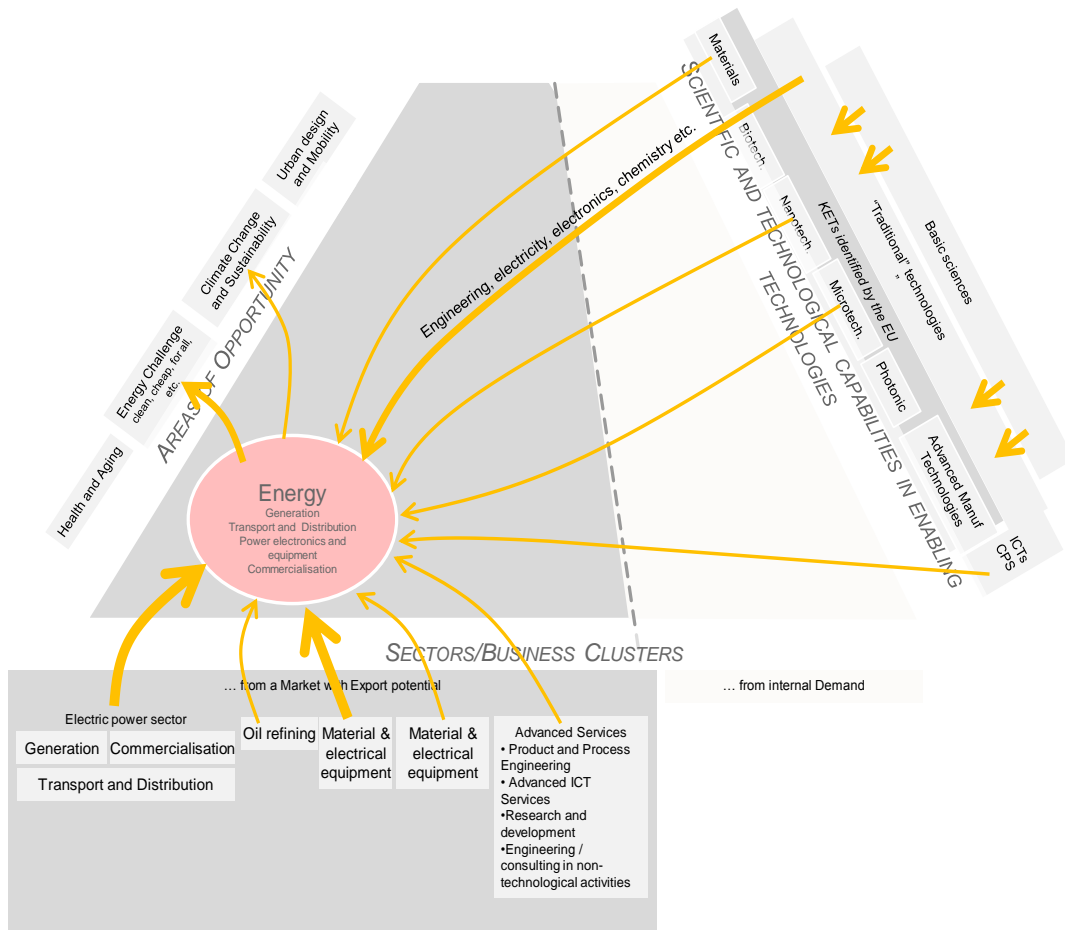 Urban design
and Mobility
Climate Change
and Sustainability
Energy Challenge
clean, cheap, for all,
etc.
Health and Aging
AREAS OF OPPORTUNITY
Materials
Biotech.
Nanotech.
Microtech.
Photonic
Advanced Manuf
Technologies
ICTs
CPS
KETs identified by the EU
"Traditional" technologies
"
Basic sciences
SCIENTIFIC AND TECHNOLOGICAL CAPABILITIES IN ENABLING
TECHNOLOGIES
Engineering, electricity, electronics, chemistry etc.
Energy
Generation
Transport and Distribution
Power electronics and
equipment
Commercialisation
SECTORS/BUSINESS CLUSTERS
… from a Market with Export potential
… from internal Demand
Electric power sector
Generation
Commercialisation
Transport and Distribution
Oil refining
Material &
electrical
equipment
Material &
electrical
equipment
Advanced Services
• Product and Process
Engineering
• Advanced ICT
Services
•Research and
development
•Engineering /
consulting in non-
technological activities